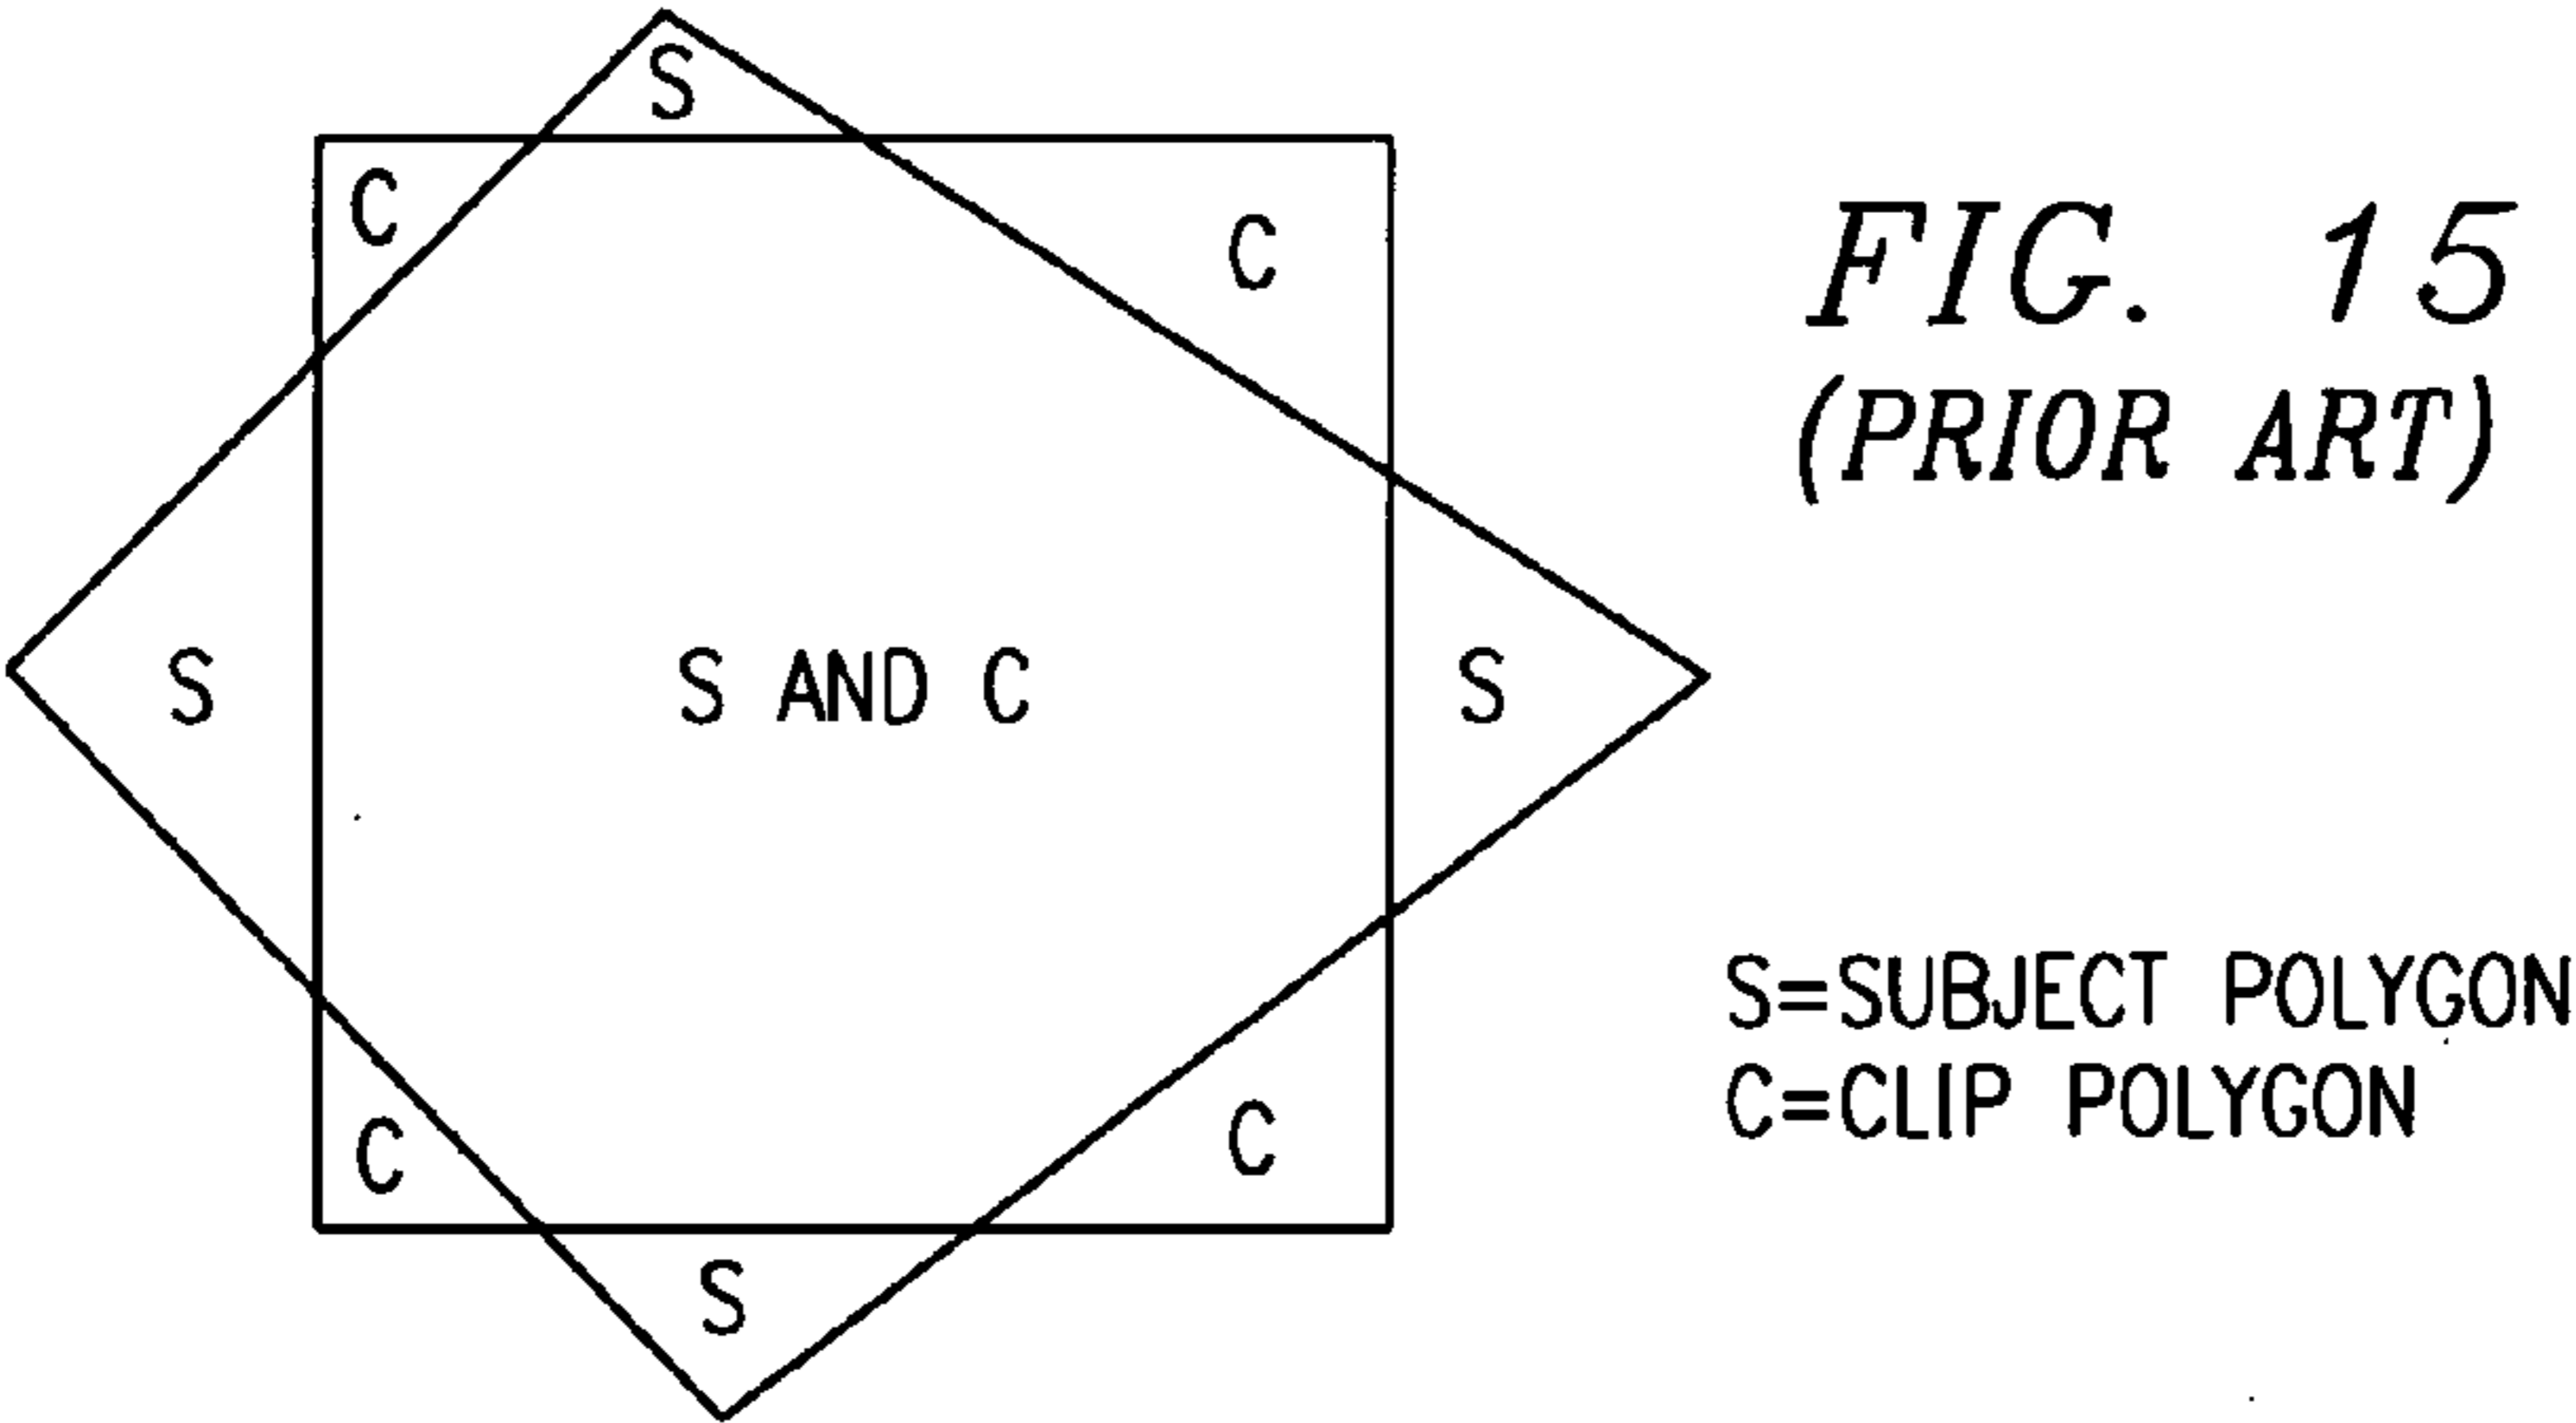 S
C
C
FIG. 15
(PRIOR ART)
S
S AND C
S
S=SUBJECT POLYGON
C=CLIP POLYGON
C
C
S